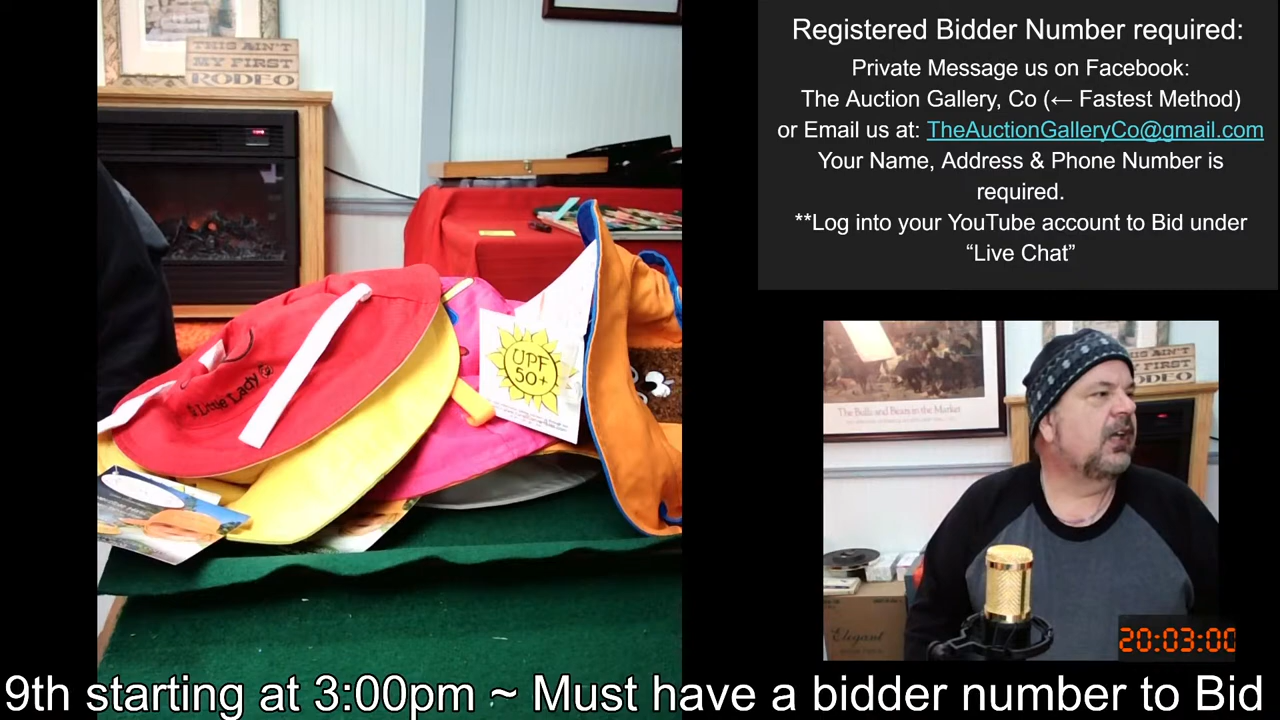 THIS AIN'T
MY FIRST
RODEO
Little Lady
UPF
50+
Registered Bidder Number required:
Private Message us on Facebook:
The Auction Gallery, Co (← Fastest Method)
or Email us at: TheAuctionGalleryCo@gmail.com
Your Name, Address & Phone Number is
required.
**Log into your YouTube account to Bid under
“Live Chat”
The Bulls and Bears in the Market
THIS AIN'T
RODEO
Elegant
20:03:00
9th starting at 3:00pm ~ Must have a bidder number to Bid